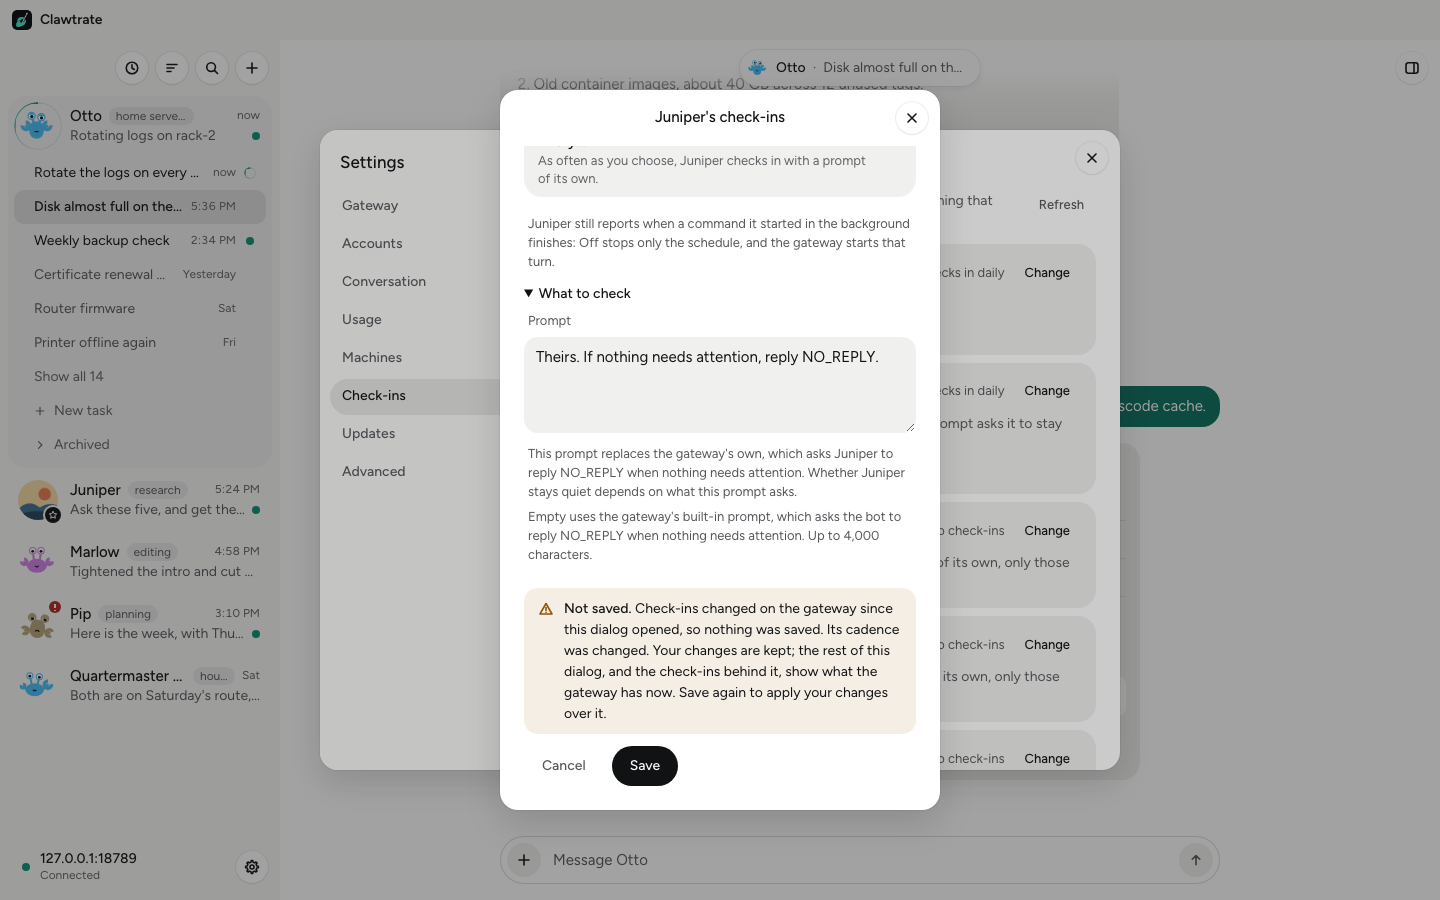 Clawtrate
Otto home serve... now
Rotating logs on rack-2
Rotate the logs on every ... now
Disk almost full on the... 5:36 PM
Weekly backup check 2:34 PM
Certificate renewal ... Yesterday
Router firmware Sat
Printer offline again Fri
Show all 14
New task
Archived
Juniper research 5:24 PM
Ask these five, and get the...
Marlow editing 4:58 PM
Tightened the intro and cut ...
Pip planning 3:10 PM
Here is the week, with Thu...
Quartermaster ... hou... Sat
Both are on Saturday's route,...
127.0.0.1:18789
Connected
Otto · Disk almost full on th...
2. Old container images, about 40 GB across 12 unused tags.
Settings
Gateway
Accounts
Conversation
Usage
Machines
Check-ins
Updates
Advanced
Juniper's check-ins
As often as you choose, Juniper checks in with a prompt
of its own.
Juniper still reports when a command it started in the background
finishes: Off stops only the schedule, and the gateway starts that
turn.
What to check
Prompt
Theirs. If nothing needs attention, reply NO_REPLY.
This prompt replaces the gateway's own, which asks Juniper to
reply NO_REPLY when nothing needs attention. Whether Juniper
stays quiet depends on what this prompt asks.
Empty uses the gateway's built-in prompt, which asks the bot to
reply NO_REPLY when nothing needs attention. Up to 4,000
characters.
Not saved. Check-ins changed on the gateway since
this dialog opened, so nothing was saved. Its cadence
was changed. Your changes are kept; the rest of this
dialog, and the check-ins behind it, show what the
gateway has now. Save again to apply your changes
over it.
Cancel Save
that
Refresh
in daily Change
in daily Change
asks it to stay
check-ins Change
of its own, only those
check-ins Change
its own, only those
check-ins Change
cache.
Message Otto